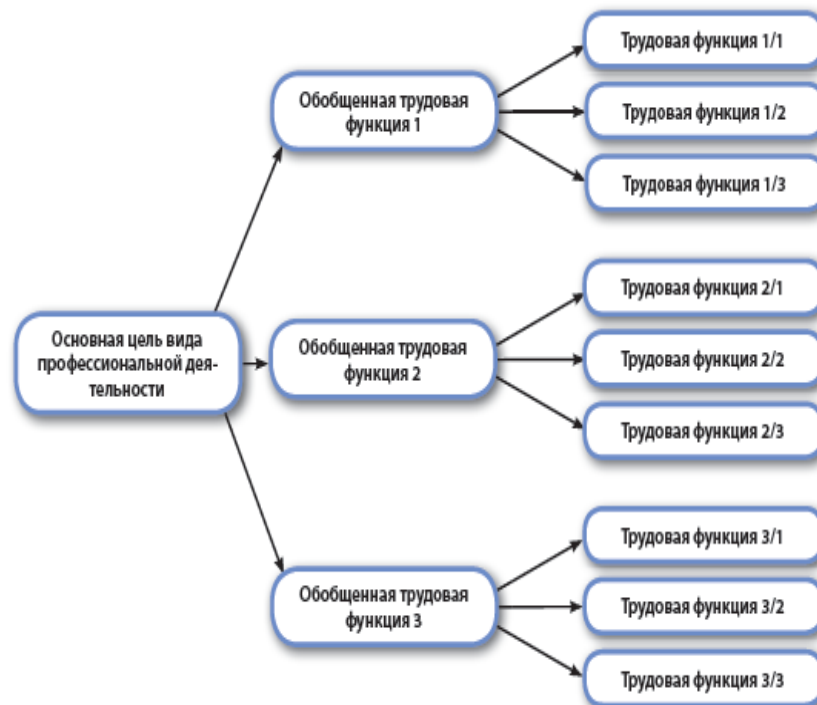 Основная цель вида
профессиональной дея-
тельности
Обобщенная трудовая
функция 1
Трудовая функция 1/1
Трудовая функция 1/2
Трудовая функция 1/3
Обобщенная трудовая
функция 2
Трудовая функция 2/1
Трудовая функция 2/2
Трудовая функция 2/3
Обобщенная трудовая
функция 3
Трудовая функция 3/1
Трудовая функция 3/2
Трудовая функция 3/3